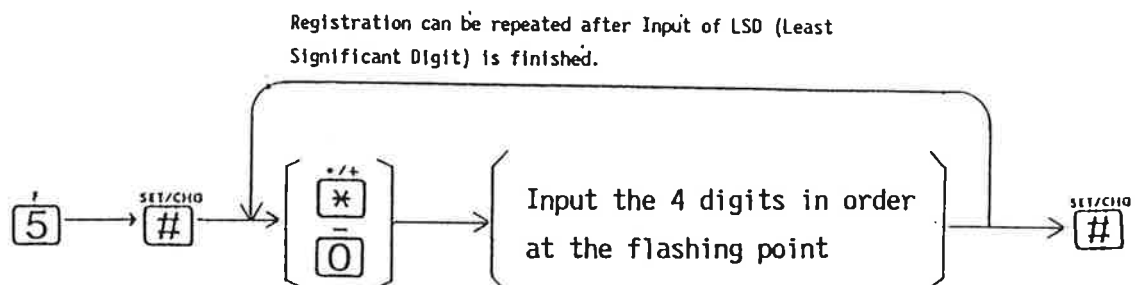 Registration can be repeated after Input of LSD (Least
Significant Digit) is finished.
SET/CHG
•/+
SET/CHG
5
#
*
Input the 4 digits in order
#
–
0
at the flashing point